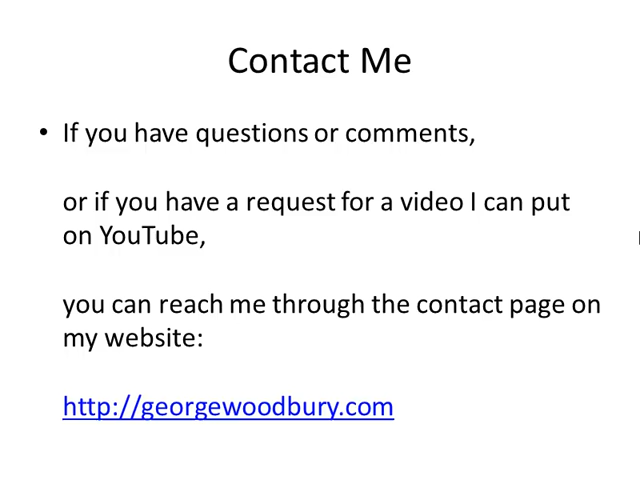 Contact Me
• If you have questions or comments,
or if you have a request for a video I can put
on YouTube,
you can reach me through the contact page on
my website:
http://georgewoodbury.com